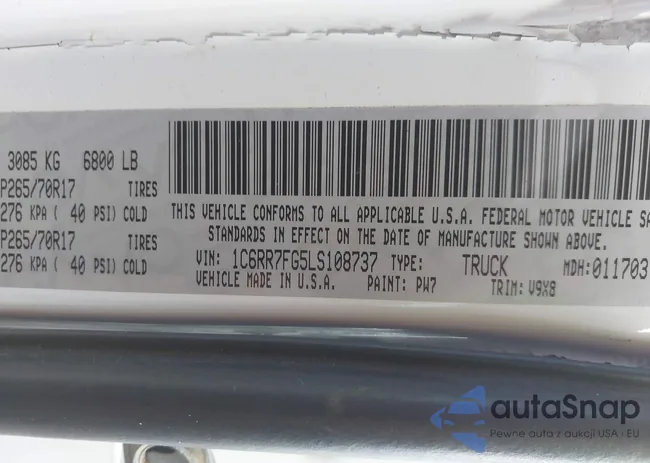 3085 KG 6800 LB
P265/70R17 TIRES
276 KPA ( 40 PSI) COLD
P265/70R17 TIRES
276 KPA ( 40 PSI) COLD
THIS VEHICLE CONFORMS TO ALL APPLICABLE U.S.A. FEDERAL MOTOR VEHICLE SA
STANDARDS IN EFFECT ON THE DATE OF MANUFACTURE SHOWN ABOVE.
VIN: 1C6RR7FG5LS108737 TYPE: TRUCK MDH: 011703
VEHICLE MADE IN: U.S.A. PAINT: PW7 TRIM: V9X8
autoSnap
Pewne auta z aukcji USA · EU